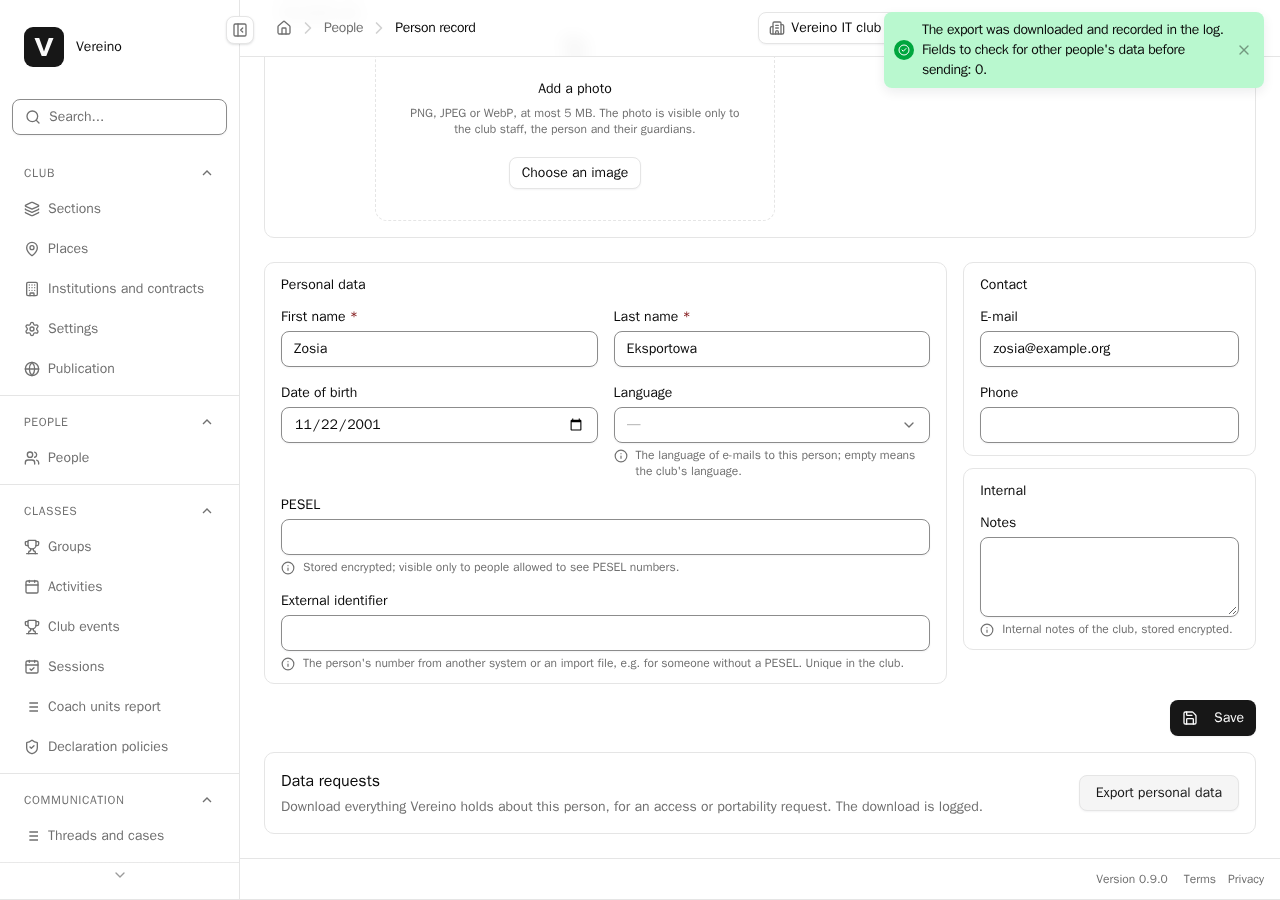 Vereino
Search...
CLUB
Sections
Places
Institutions and contracts
Settings
Publication
PEOPLE
People
CLASSES
Groups
Activities
Club events
Sessions
Coach units report
Declaration policies
COMMUNICATION
Threads and cases
People
Person record
Vereino IT club
The export was downloaded and recorded in the log.
Fields to check for other people's data before
sending: 0.
Add a photo
PNG, JPEG or WebP, at most 5 MB. The photo is visible only to
the club staff, the person and their guardians.
Choose an image
Personal data
First name *
Last name *
Zosia
Eksportowa
Date of birth
Language
11/22/2001
—
The language of e-mails to this person; empty means
the club's language.
PESEL
Stored encrypted; visible only to people allowed to see PESEL numbers.
External identifier
The person's number from another system or an import file, e.g. for someone without a PESEL. Unique in the club.
Contact
E-mail
zosia@example.org
Phone
Internal
Notes
Internal notes of the club, stored encrypted.
Save
Data requests
Download everything Vereino holds about this person, for an access or portability request. The download is logged.
Export personal data
Version 0.9.0
Terms
Privacy